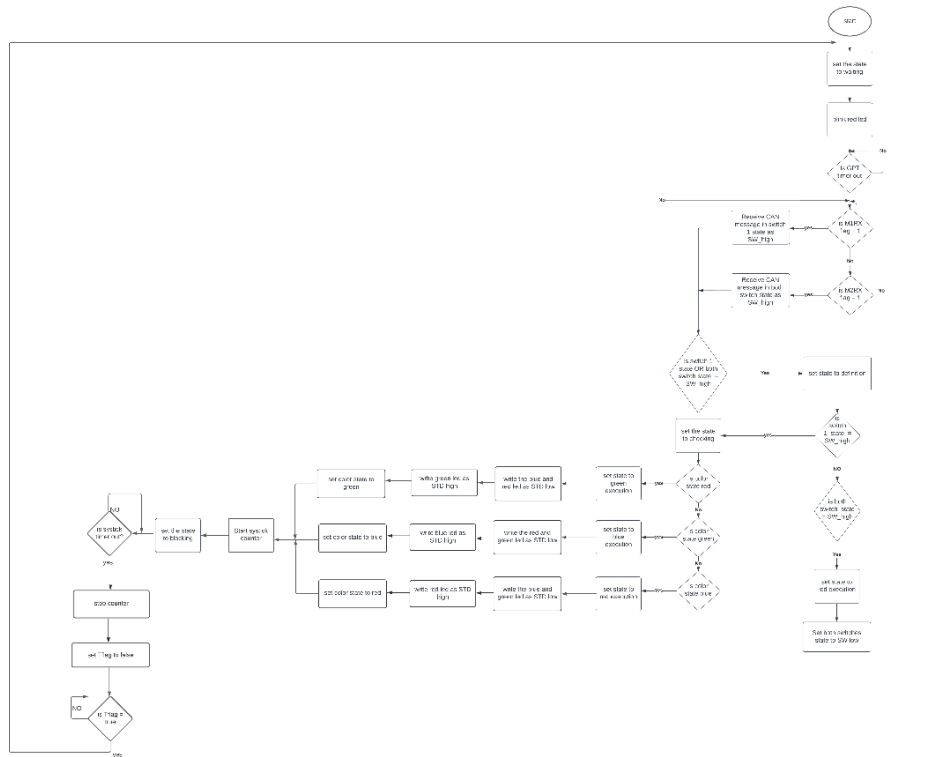 start
set the state
to waiting
blink red led
No
is GPT
timer out
No
is M1RX
flag = 1
yes
Receive CAN
message in switch
1 state as
SW_high
No
is M2RX
flag = 1
No
yes
Receive CAN
message in both
switch state as
SW_high
is switch 1
state OR both
switch state =
SW_high
Yes
set state to definition
is
switch
1 state =
SW_high
yes
set the state
to checking
NO
is both
switch state
= SW_high
Yes
set state to
red execution
Set both switches
state to SW low
is color
state red
yes
set state to
green
execution
write the blue and
red led as STD low
write green led as
STD high
set color state to
green
No
is color
state green
yes
set state to
blue
execution
write the red and
green led as STD low
write blue led as
STD high
set color state to blue
No
is color
state blue
yes
set state to
red execution
write the blue and
green led as STD low
write red led as STD
high
set color state to red
Start systick
counter
set the state
to blocking
NO
is systick
timer out?
yes
stop counter
set Tflag to false
NO
is Tflag =
true
yes